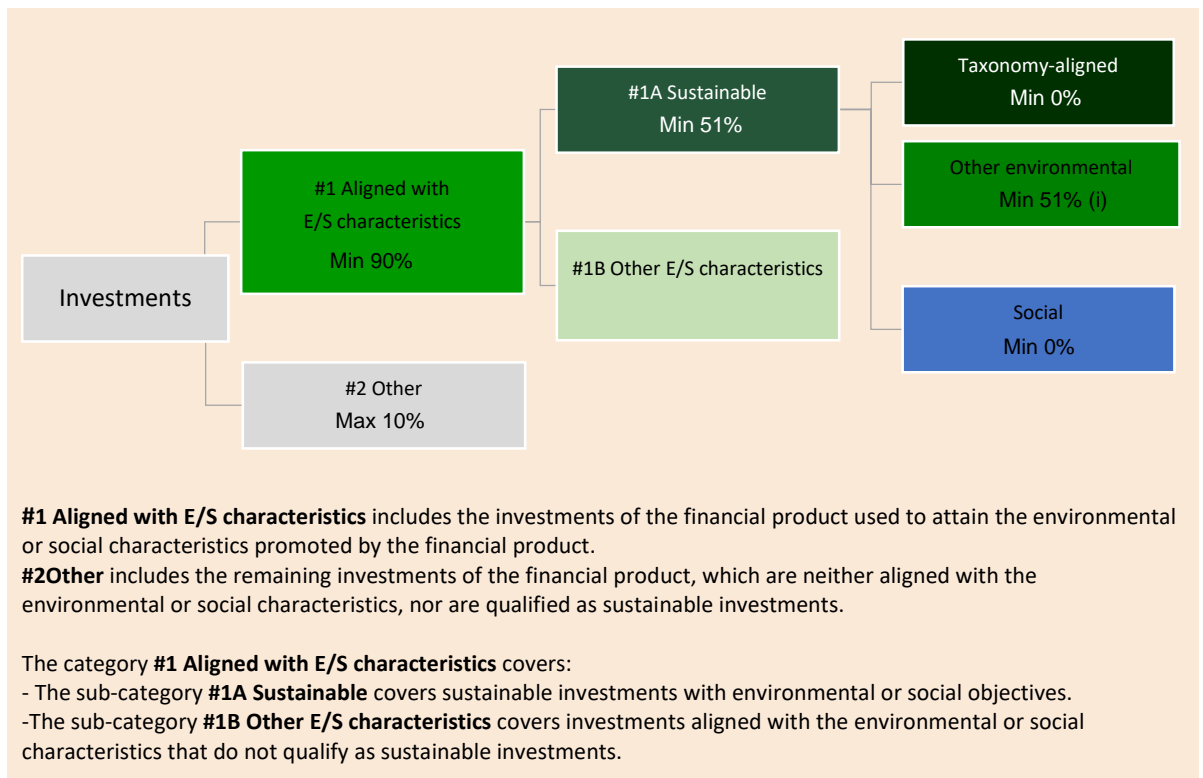 Taxonomy-aligned
Min 0%
#1A Sustainable
Min 51%
Other environmental
Min 51% (i)
#1 Aligned with
E/S characteristics
Min 90%
#1B Other E/S characteristics
Investments
Social
Min 0%
#2 Other
Max 10%
#1 Aligned with E/S characteristics includes the investments of the financial product used to attain the environmental
or social characteristics promoted by the financial product.
#2Other includes the remaining investments of the financial product, which are neither aligned with the
environmental or social characteristics, nor are qualified as sustainable investments.
The category #1 Aligned with E/S characteristics covers:
- The sub-category #1A Sustainable covers sustainable investments with environmental or social objectives.
-The sub-category #1B Other E/S characteristics covers investments aligned with the environmental or social
characteristics that do not qualify as sustainable investments.